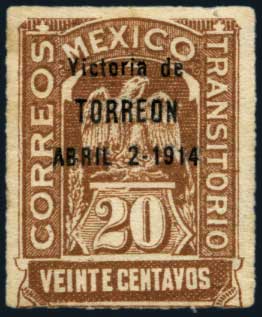 CORREOS
MEXICO
TRANSITORIO
Victoria de
TORREON
ABRIL 2-1914
20
VEINTE CENTAVOS